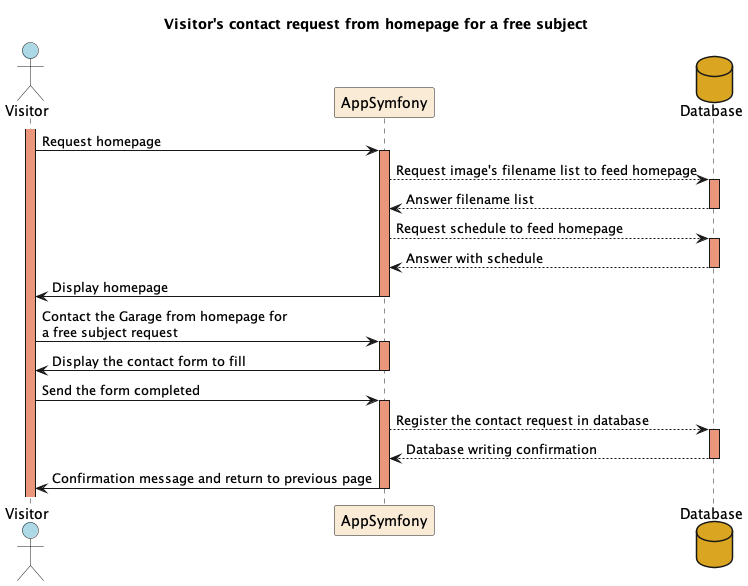 Visitor's contact request from homepage for a free subject
Visitor
AppSymfony
Database
Request homepage
Request image's filename list to feed homepage
Answer filename list
Request schedule to feed homepage
Answer with schedule
Display homepage
Contact the Garage from homepage for
a free subject request
Display the contact form to fill
Send the form completed
Register the contact request in database
Database writing confirmation
Confirmation message and return to previous page
Visitor
AppSymfony
Database